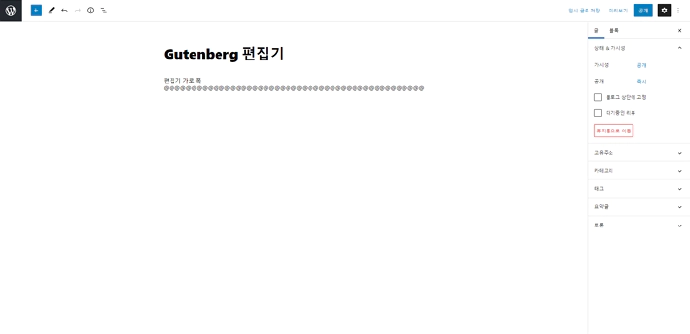 임시 글로 저장 미리보기 공개
글 블록
Gutenberg 편집기
상태 & 가시성
가시성 공개
편집기 가로 폭
공개 즉시
@@@@@@@@@@@@@@@@@@@@@@@@@@@@@@@@@@@@@@@@@@@@@@@
블로그 상단에 고정
대기중인 리뷰
휴지통으로 이동
고유주소
카테고리
태그
요약글
토론